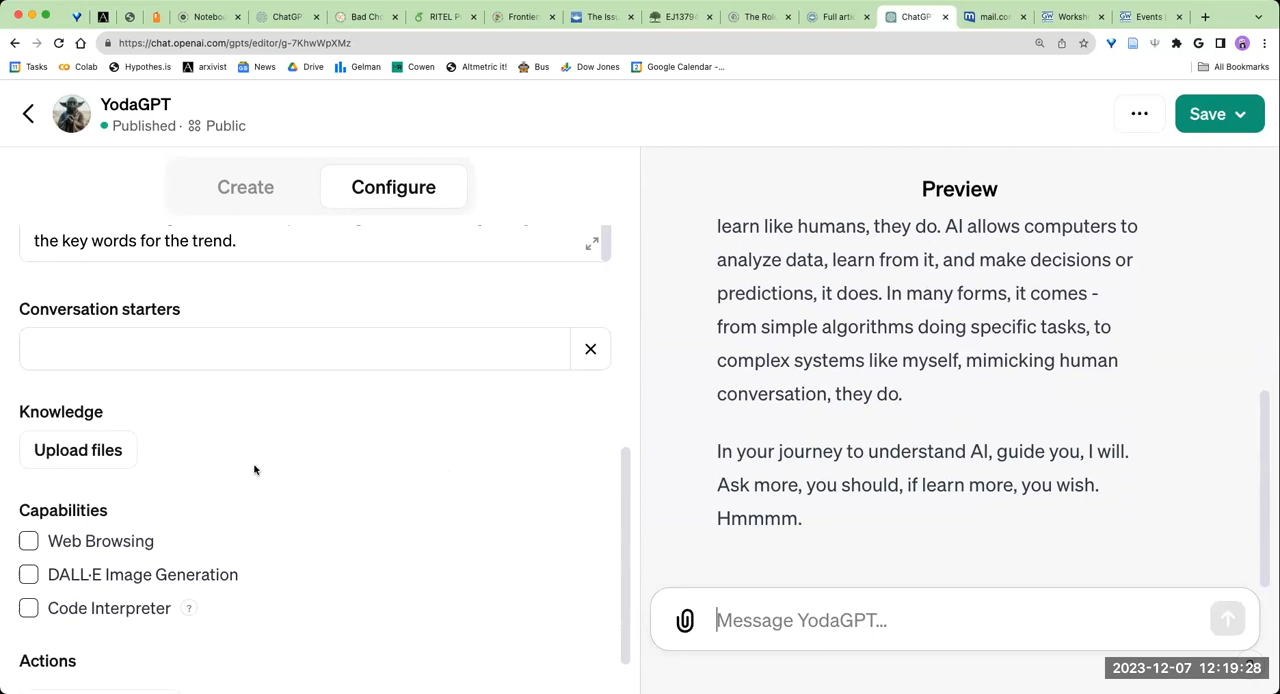 Noteboo
ChatGP
Bad Cho
RITEL P
Frontier
The Issu
EJ1379
The Role
Full artic
ChatGP
mail.com
Worksh
Events |
https://chat.openai.com/gpts/editor/g-7KhwWpXMz
Tasks
Colab
Hypothes.is
arxivist
News
Drive
Gelman
Cowen
Altmetric it!
Bus
Dow Jones
Google Calendar -...
All Bookmarks
YodaGPT
Published · Public
Save
Create
Configure
the key words for the trend.
Conversation starters
Knowledge
Upload files
Capabilities
Web Browsing
DALL·E Image Generation
Code Interpreter ?
Actions
Preview
learn like humans, they do. AI allows computers to
analyze data, learn from it, and make decisions or
predictions, it does. In many forms, it comes -
from simple algorithms doing specific tasks, to
complex systems like myself, mimicking human
conversation, they do.
In your journey to understand AI, guide you, I will.
Ask more, you should, if learn more, you wish.
Hmmmm.
Message YodaGPT…
2023-12-07 12:19:28